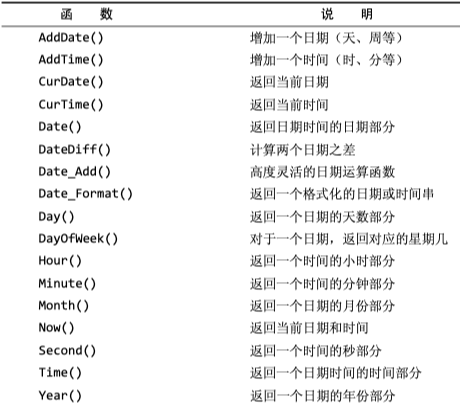 函 数 说 明
AddDate() 增加一个日期（天、周等）
AddTime() 增加一个时间（时、分等）
CurDate() 返回当前日期
CurTime() 返回当前时间
Date() 返回日期时间的日期部分
DateDiff() 计算两个日期之差
Date_Add() 高度灵活的日期运算函数
Date_Format() 返回一个格式化的日期或时间串
Day() 返回一个日期的天数部分
DayOfWeek() 对于一个日期，返回对应的星期几
Hour() 返回一个时间的小时部分
Minute() 返回一个时间的分钟部分
Month() 返回一个日期的月份部分
Now() 返回当前日期和时间
Second() 返回一个时间的秒部分
Time() 返回一个日期时间的时间部分
Year() 返回一个日期的年份部分